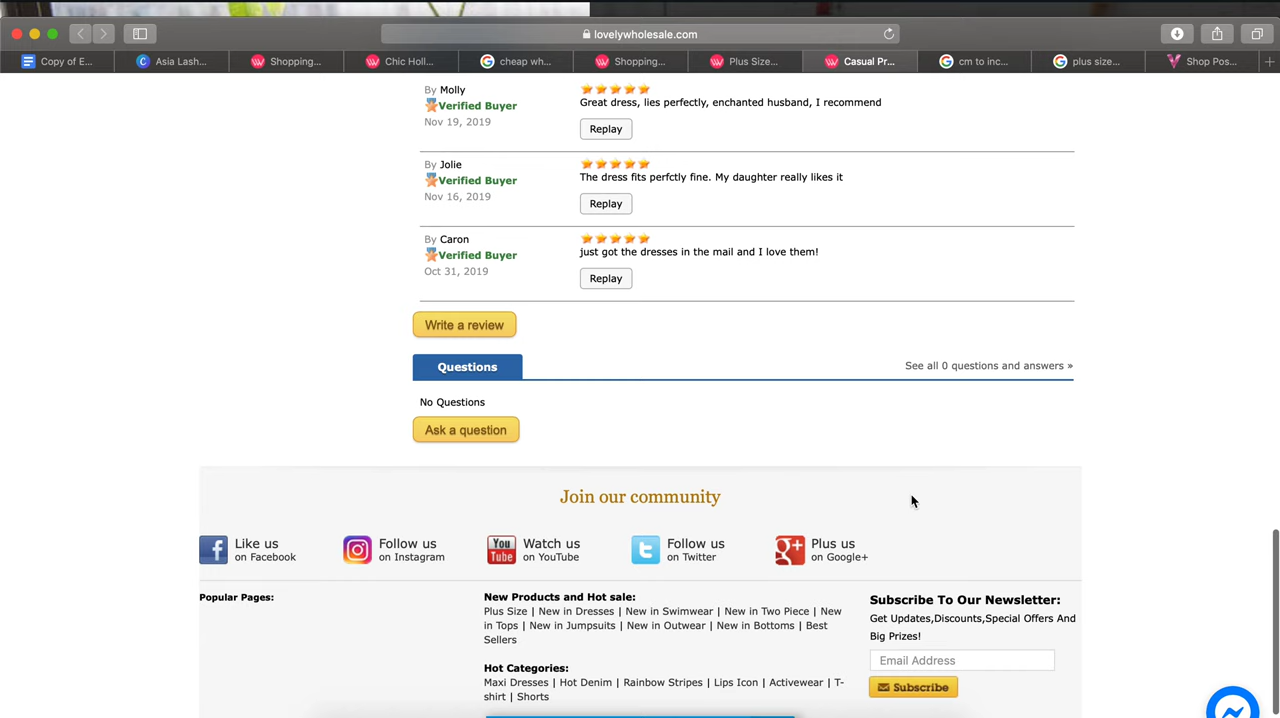 lovelywholesale.com
Copy of E...
Asia Lash...
Shopping...
Chic Holl...
cheap wh...
Shopping...
Plus Size...
Casual Pr...
cm to inc...
plus size...
Shop Pos...
By Molly
Great dress, lies perfectly, enchanted husband, I recommend
Verified Buyer
Nov 19, 2019
Replay
By Jolie
The dress fits perfctly fine. My daughter really likes it
Verified Buyer
Nov 16, 2019
Replay
By Caron
just got the dresses in the mail and I love them!
Verified Buyer
Oct 31, 2019
Replay
Write a review
Questions
See all 0 questions and answers »
No Questions
Ask a question
Join our community
Like us
on Facebook
Follow us
on Instagram
You
Tube
Watch us
on YouTube
Follow us
on Twitter
g+
Plus us
on Google+
Popular Pages:
New Products and Hot sale:
Plus Size | New in Dresses | New in Swimwear | New in Two Piece | New
in Tops | New in Jumpsuits | New in Outwear | New in Bottoms | Best
Sellers
Hot Categories:
Maxi Dresses | Hot Denim | Rainbow Stripes | Lips Icon | Activewear | T-
shirt | Shorts
Subscribe To Our Newsletter:
Get Updates,Discounts,Special Offers And
Big Prizes!
Email Address
Subscribe